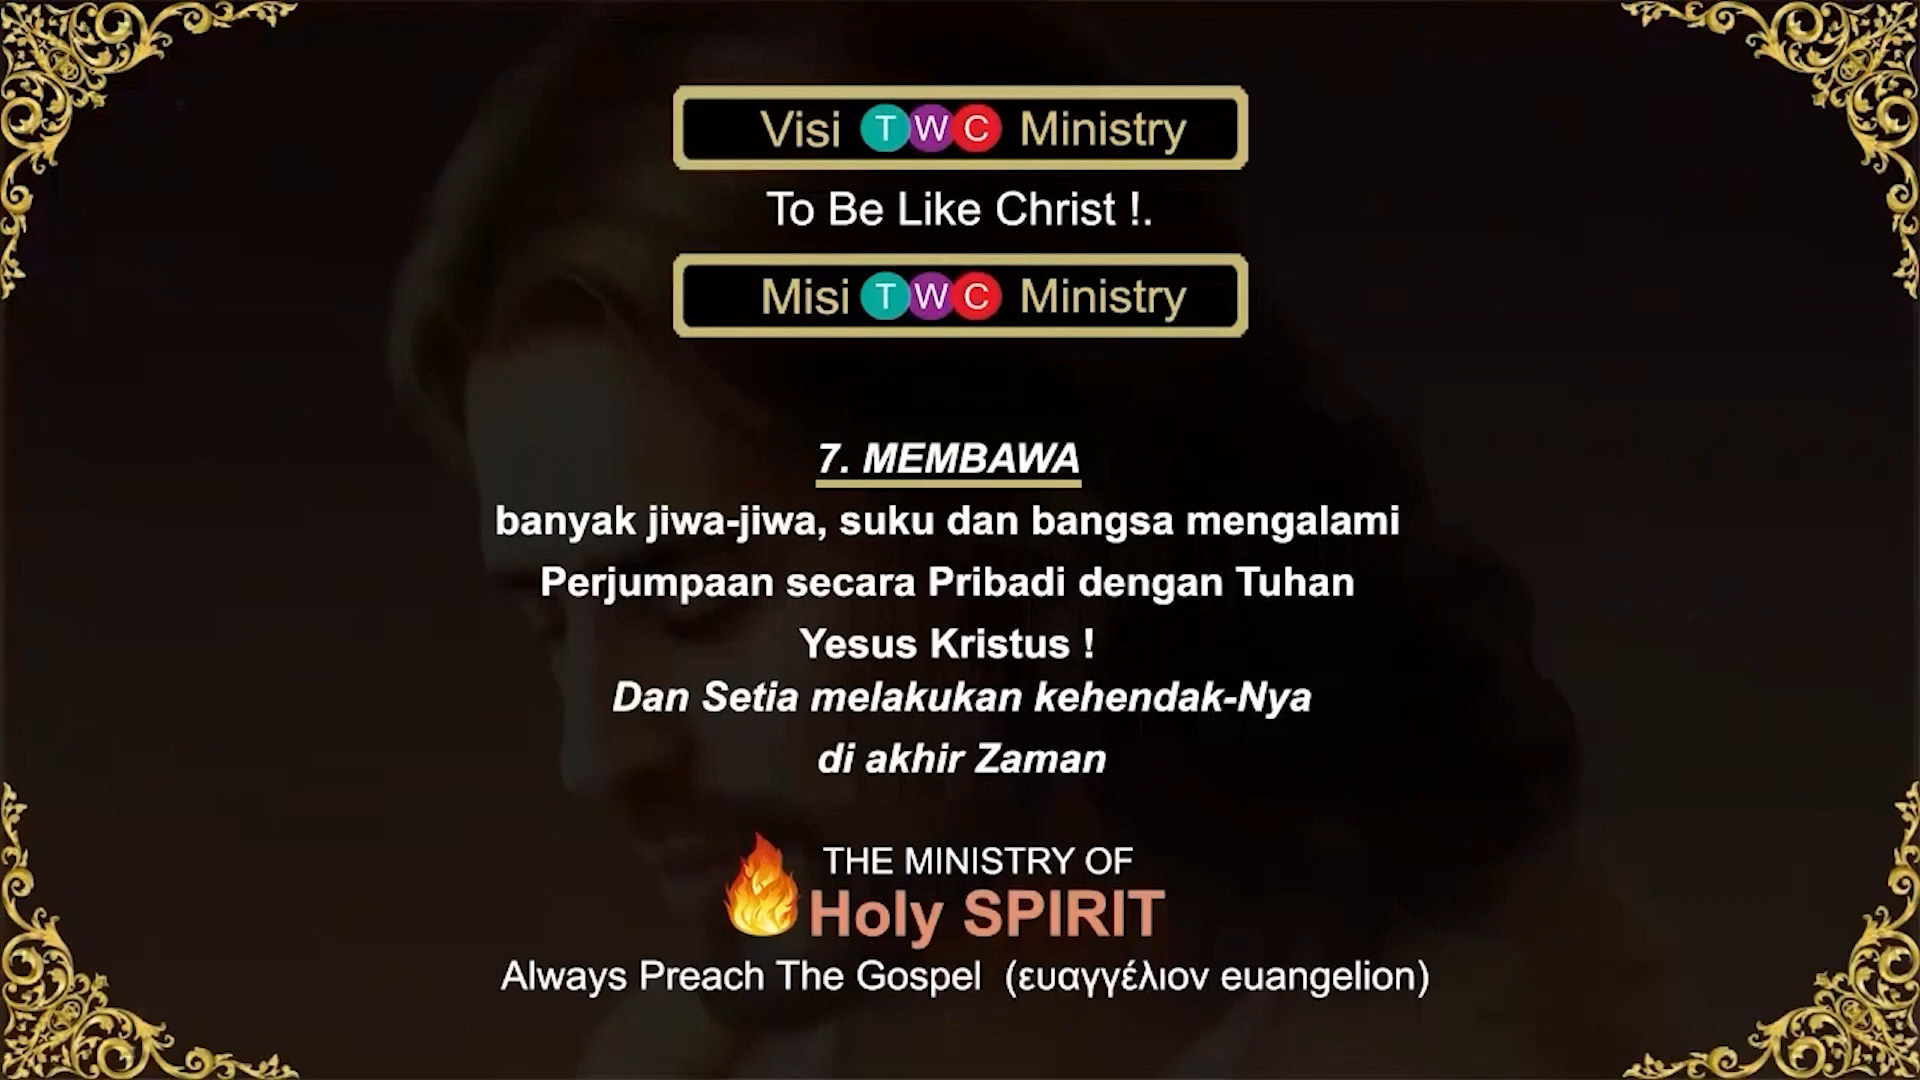 Visi TWC Ministry
To Be Like Christ !.
Misi TWC Ministry
7. MEMBAWA
banyak jiwa-jiwa, suku dan bangsa mengalami
Perjumpaan secara Pribadi dengan Tuhan
Yesus Kristus !
Dan Setia melakukan kehendak-Nya
di akhir Zaman
THE MINISTRY OF
Holy SPIRIT
Always Preach The Gospel (ευαγγέλιον euangelion)